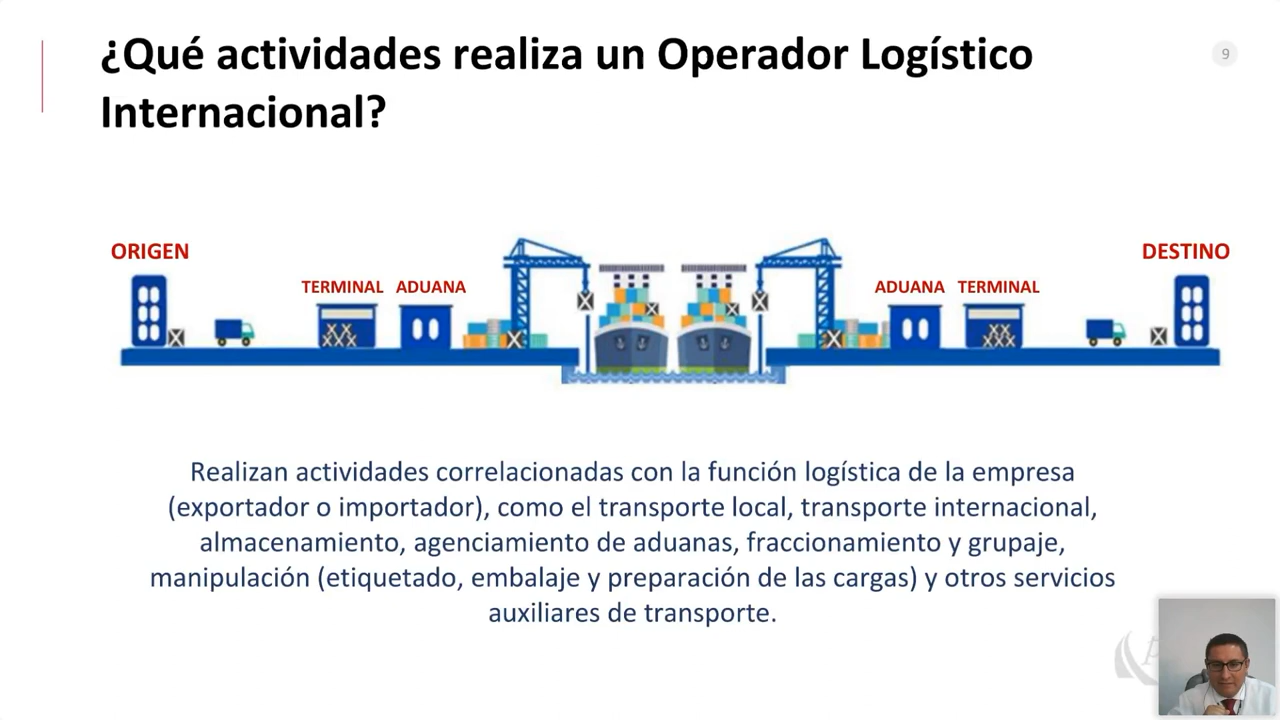 ¿Qué actividades realiza un Operador Logístico
Internacional?
9
ORIGEN
DESTINO
TERMINAL ADUANA
ADUANA TERMINAL
Realizan actividades correlacionadas con la función logística de la empresa
(exportador o importador), como el transporte local, transporte internacional,
almacenamiento, agenciamiento de aduanas, fraccionamiento y grupaje,
manipulación (etiquetado, embalaje y preparación de las cargas) y otros servicios
auxiliares de transporte.